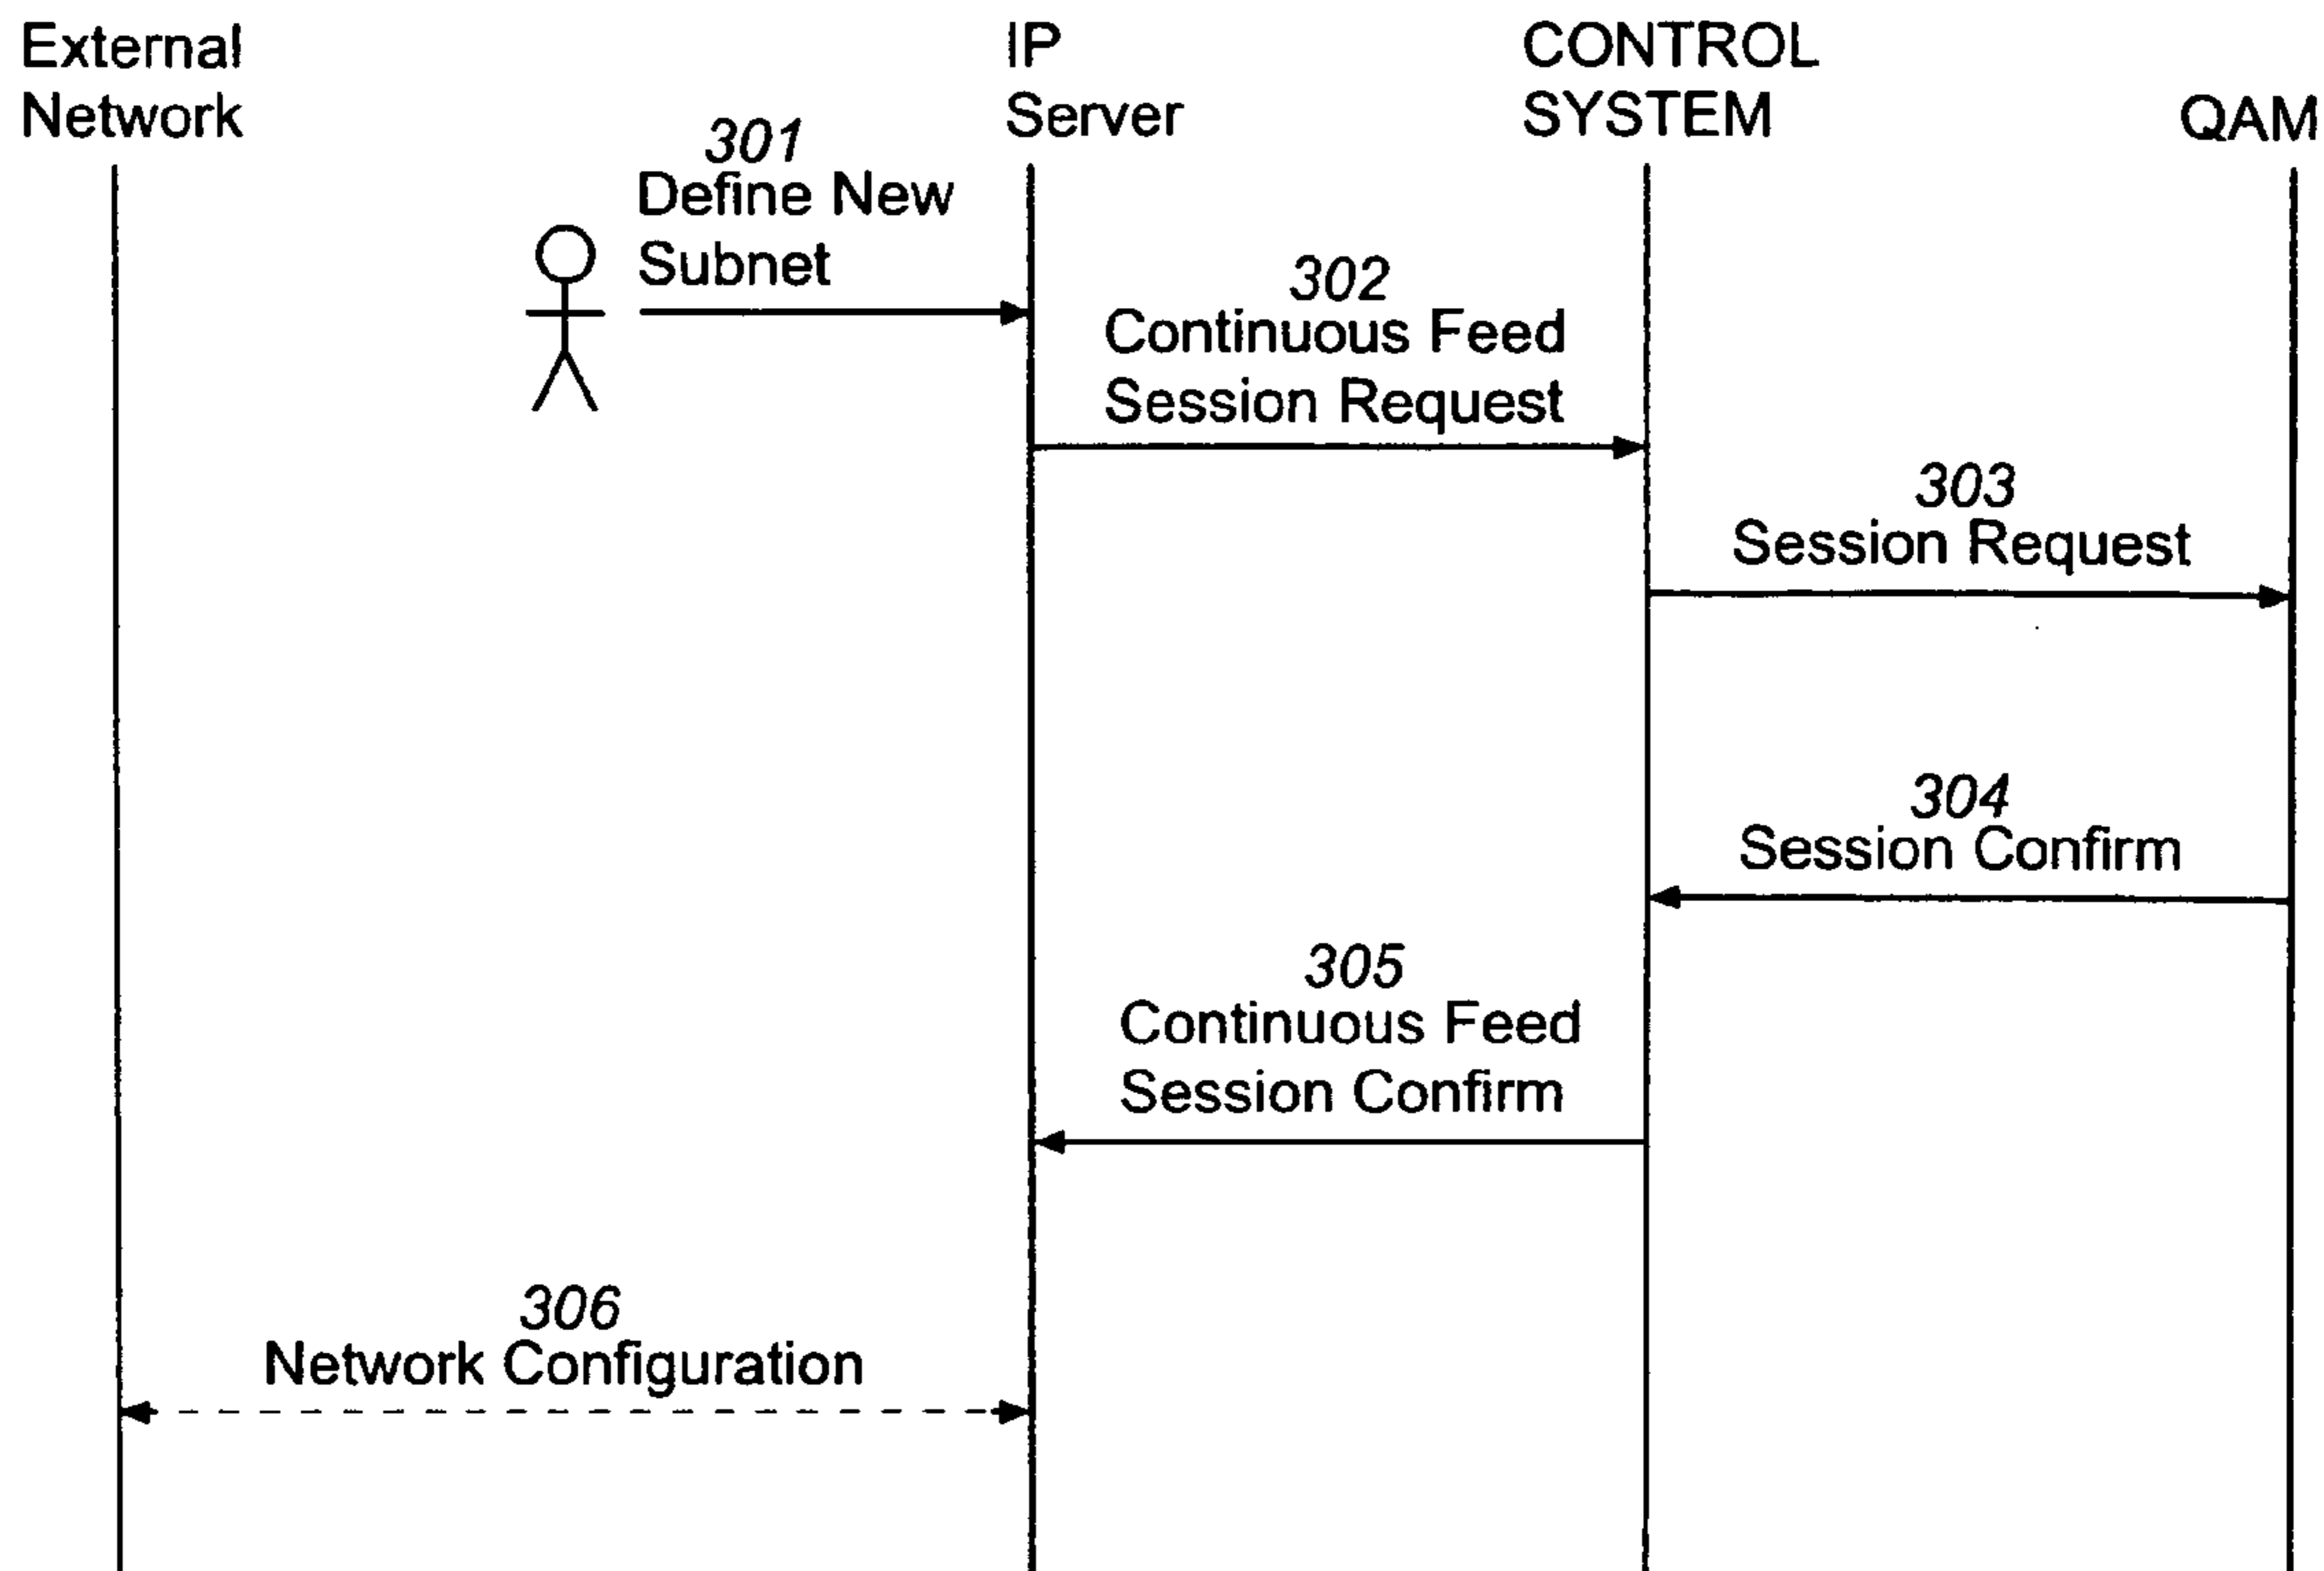 External
Network
IP
Server
CONTROL
SYSTEM
QAM
301
Define New
Subnet
302
Continuous Feed
Session Request
303
Session Request
304
Session Confirm
305
Continuous Feed
Session Confirm
306
Network Configuration